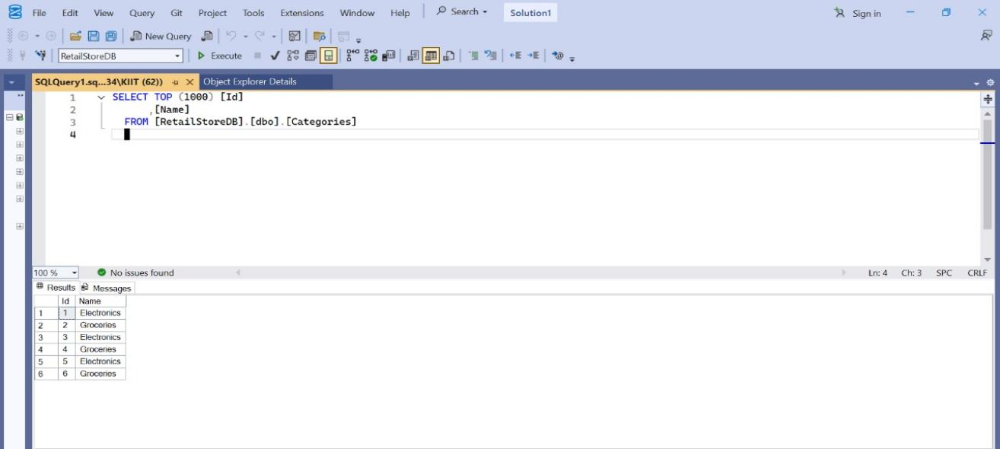 File Edit View Query Git Project Tools Extensions Window Help Search Solution1 Sign in
New Query
RetailStoreDB Execute
SQLQuery1.sq...34\KIIT (62)) Object Explorer Details
1 SELECT TOP (1000) [Id]
2 ,[Name]
3 FROM [RetailStoreDB].[dbo].[Categories]
4
100 % No issues found Ln: 4 Ch: 3 SPC CRLF
Results Messages
Id Name
1 1 Electronics
2 2 Groceries
3 3 Electronics
4 4 Groceries
5 5 Electronics
6 6 Groceries